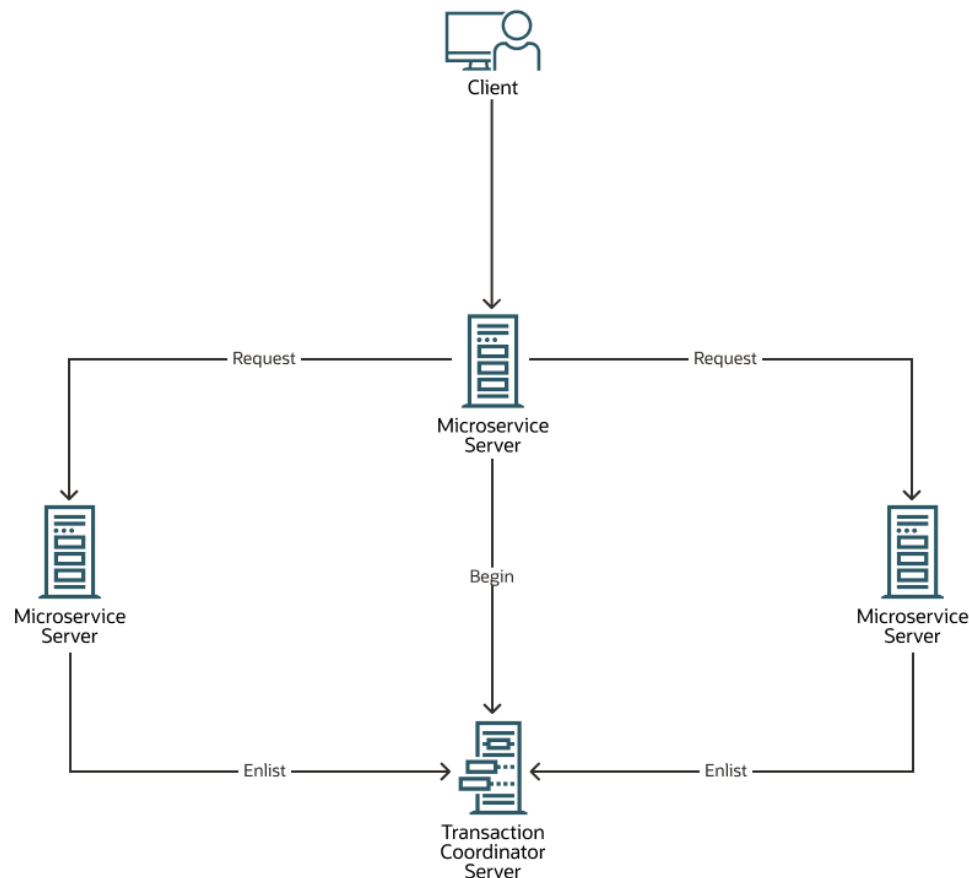 Client
Request
Request
Microservice
Server
Begin
Microservice
Server
Microservice
Server
Enlist
Enlist
Transaction
Coordinator
Server